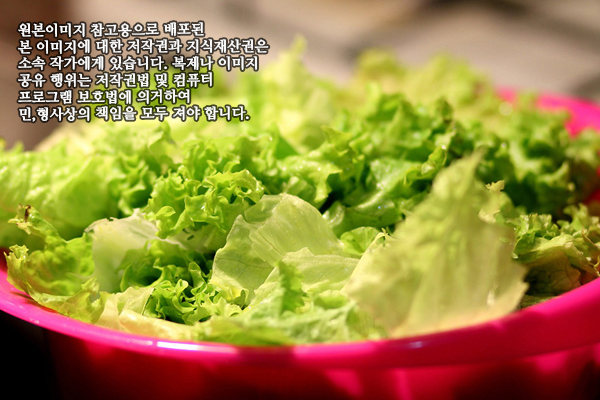 원본이미지 참고용으로 배포된
본 이미지에 대한 저작권과 지식재산권은
소속 작가에게 있습니다. 복제나 이미지
공유 행위는 저작권법 및 컴퓨터
프로그램 보호법에 의거하여
민,형사상의 책임을 모두 져야 합니다.